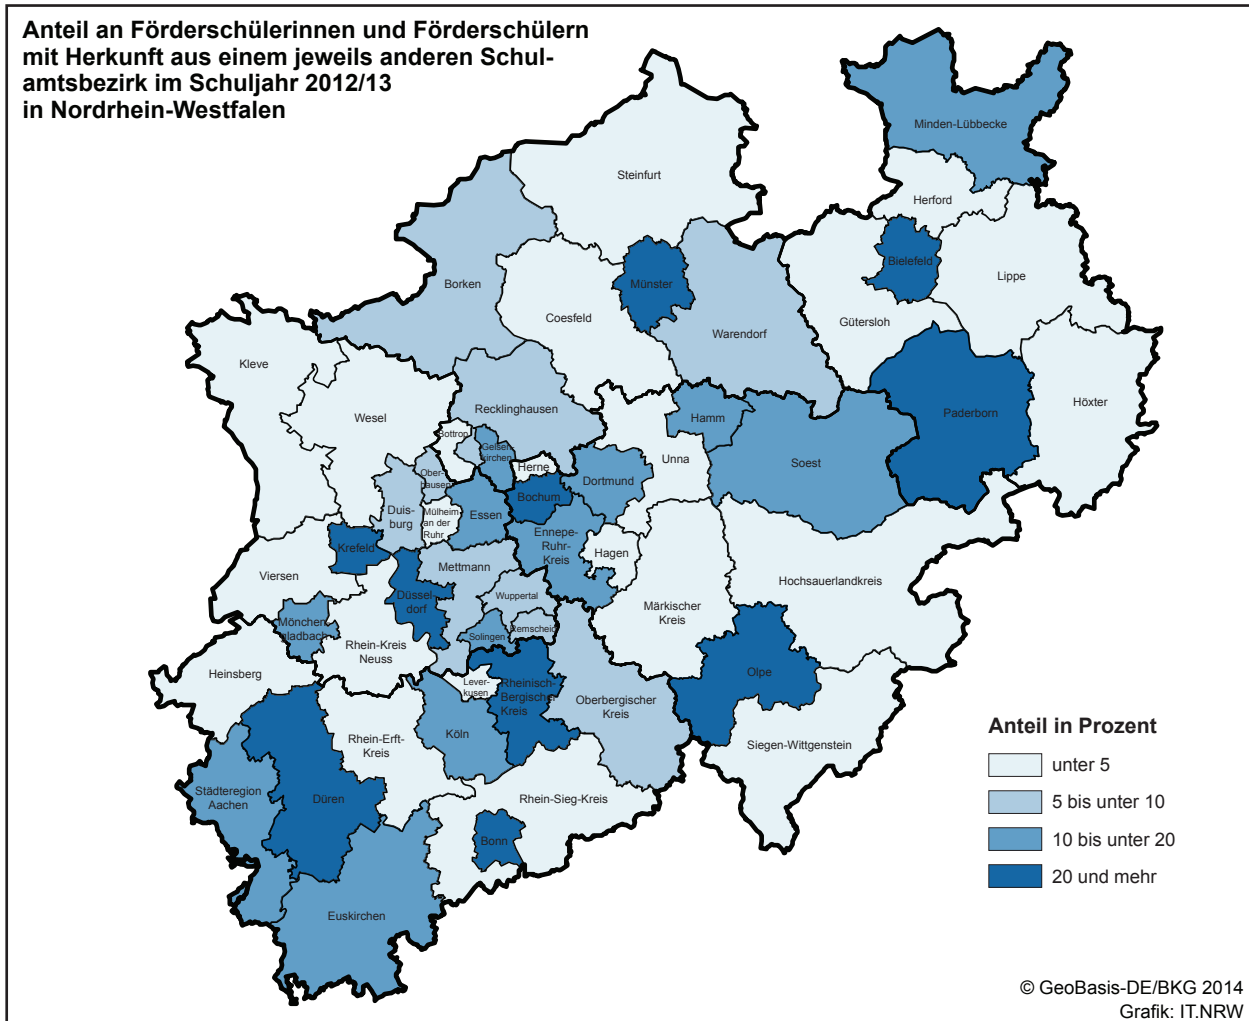 Anteil an Förderschülerinnen und Förderschülern
mit Herkunft aus einem jeweils anderen Schul-
amtsbezirk im Schuljahr 2012/13
in Nordrhein-Westfalen
Minden-Lübbecke
Steinfurt
Herford
Bielefeld
Lippe
Borken
Münster
Coesfeld
Warendorf
Gütersloh
Kleve
Wesel
Recklinghausen
Paderborn
Höxter
Hamm
Bottrop
Gelsen-
kirchen
Herne
Unna
Soest
Ober-
hausen
Dortmund
Bochum
Duis-
burg
Mülheim
an der
Ruhr
Essen
Ennepe-
Ruhr-
Kreis
Hagen
Krefeld
Mettmann
Viersen
Hochsauerlandkreis
Düssel
dorf
Wuppertal
Märkischer
Kreis
Mönchen
gladbach
Solingen
Remscheid
Rhein-Kreis
Neuss
Heinsberg
Lever-
kusen
Rheinisch-
Bergischer
Kreis
Olpe
Oberbergischer
Kreis
Köln
Rhein-Erft-
Kreis
Siegen-Wittgenstein
Städteregion
Aachen
Düren
Rhein-Sieg-Kreis
Bonn
Euskirchen
Anteil in Prozent
unter 5
5 bis unter 10
10 bis unter 20
20 und mehr
© GeoBasis-DE/BKG 2014
Grafik: IT.NRW